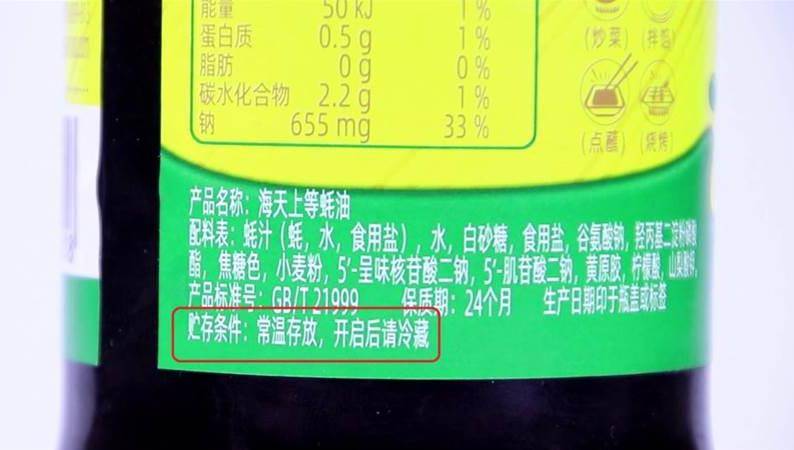 能量 50 kJ 1%
蛋白质 0.5 g 1%
脂肪 0 g 0%
碳水化合物 2.2 g 1%
钠 655 mg 33%
(炒菜) (拌馅)
(点蘸) (烧烤)
产品名称：海天上等蚝油
配料表：蚝汁（蚝，水，食用盐），水，白砂糖，食用盐，谷氨酸钠，羟丙基二淀粉磷酸
酯，焦糖色，小麦粉，5′-呈味核苷酸二钠，5′-肌苷酸二钠，黄原胶，柠檬酸，山梨酸钾，
产品标准号：GB/T 21999 保质期：24个月 生产日期印于瓶盖或标签
贮存条件：常温存放，开启后请冷藏